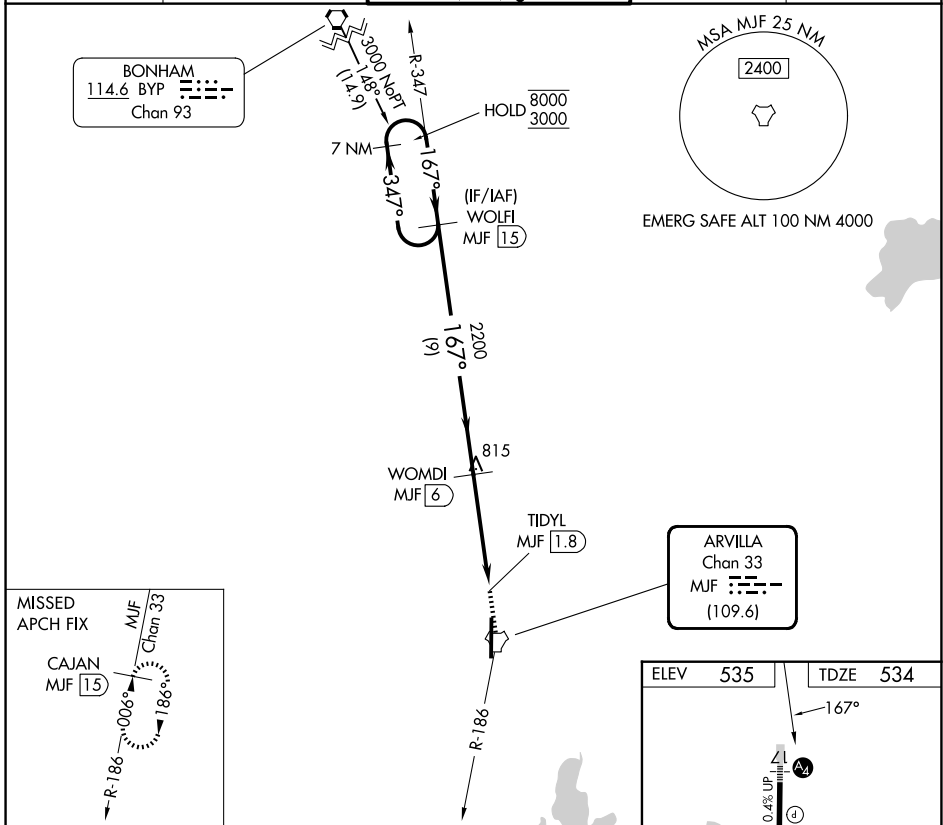 BONHAM
114.6 BYP
Chan 93
3000 NoPT
148°
(14.9)
R-347
HOLD 8000
3000
7 NM
167°
347°
(IF/IAF)
WOLFI
MJF 15
MSA MJF 25 NM
2400
EMERG SAFE ALT 100 NM 4000
2200
167°
(9)
815
WOMDI
MJF 6
TIDYL
MJF 1.8
ARVILLA
Chan 33
MJF
(109.6)
R-186
MISSED
APCH FIX
MJF
Chan 33
CAJAN
MJF 15
006°
186°
R-186
ELEV 535
TDZE 534
167°
17
A4
0.4% UP
P